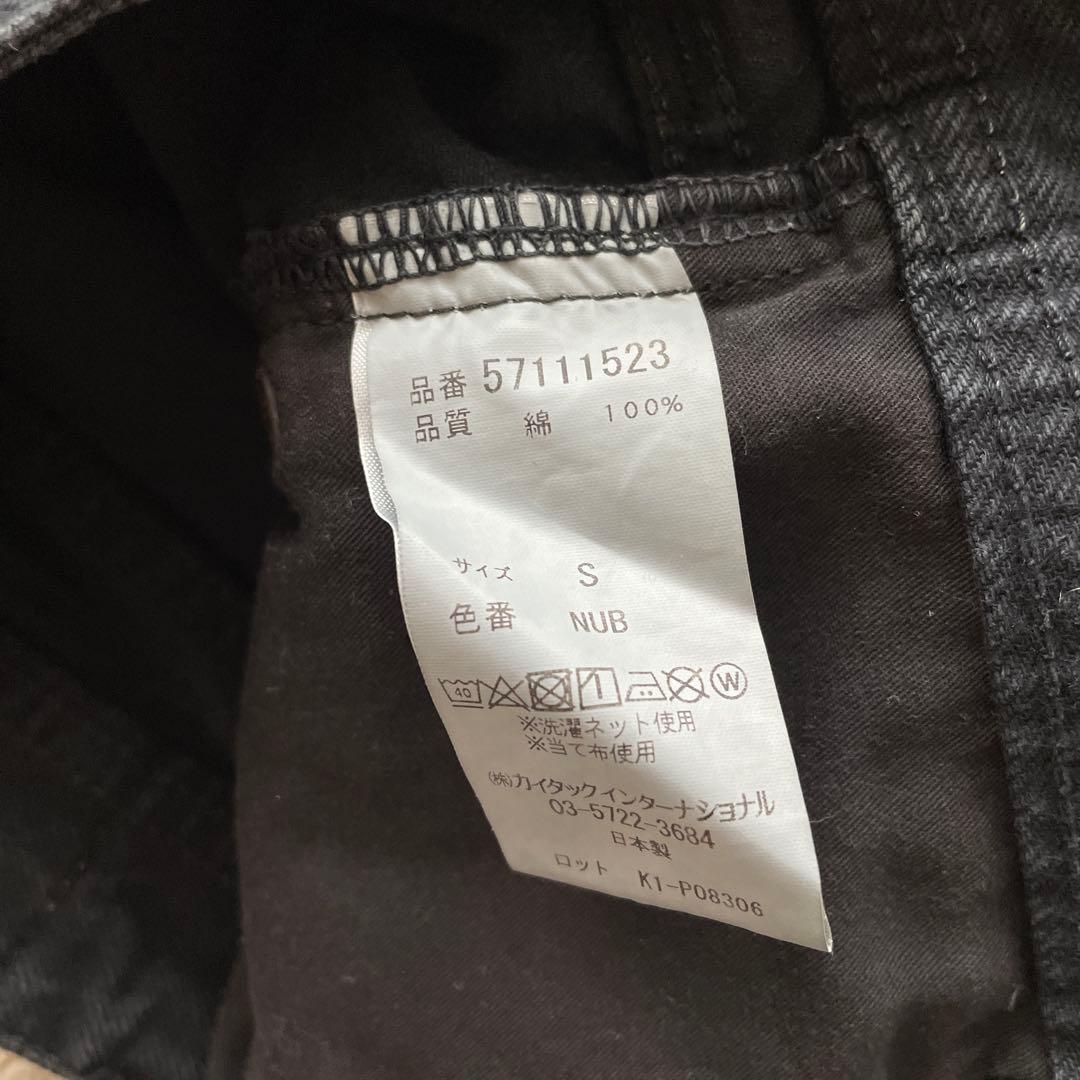 品番 57111523
品質 綿 100%
サイズ S
色番 NUB
40 W
※洗濯ネット使用
※当て布使用
㈱カイタックインターナショナル
03-5722-3684
日本製
ロット K1-P08306